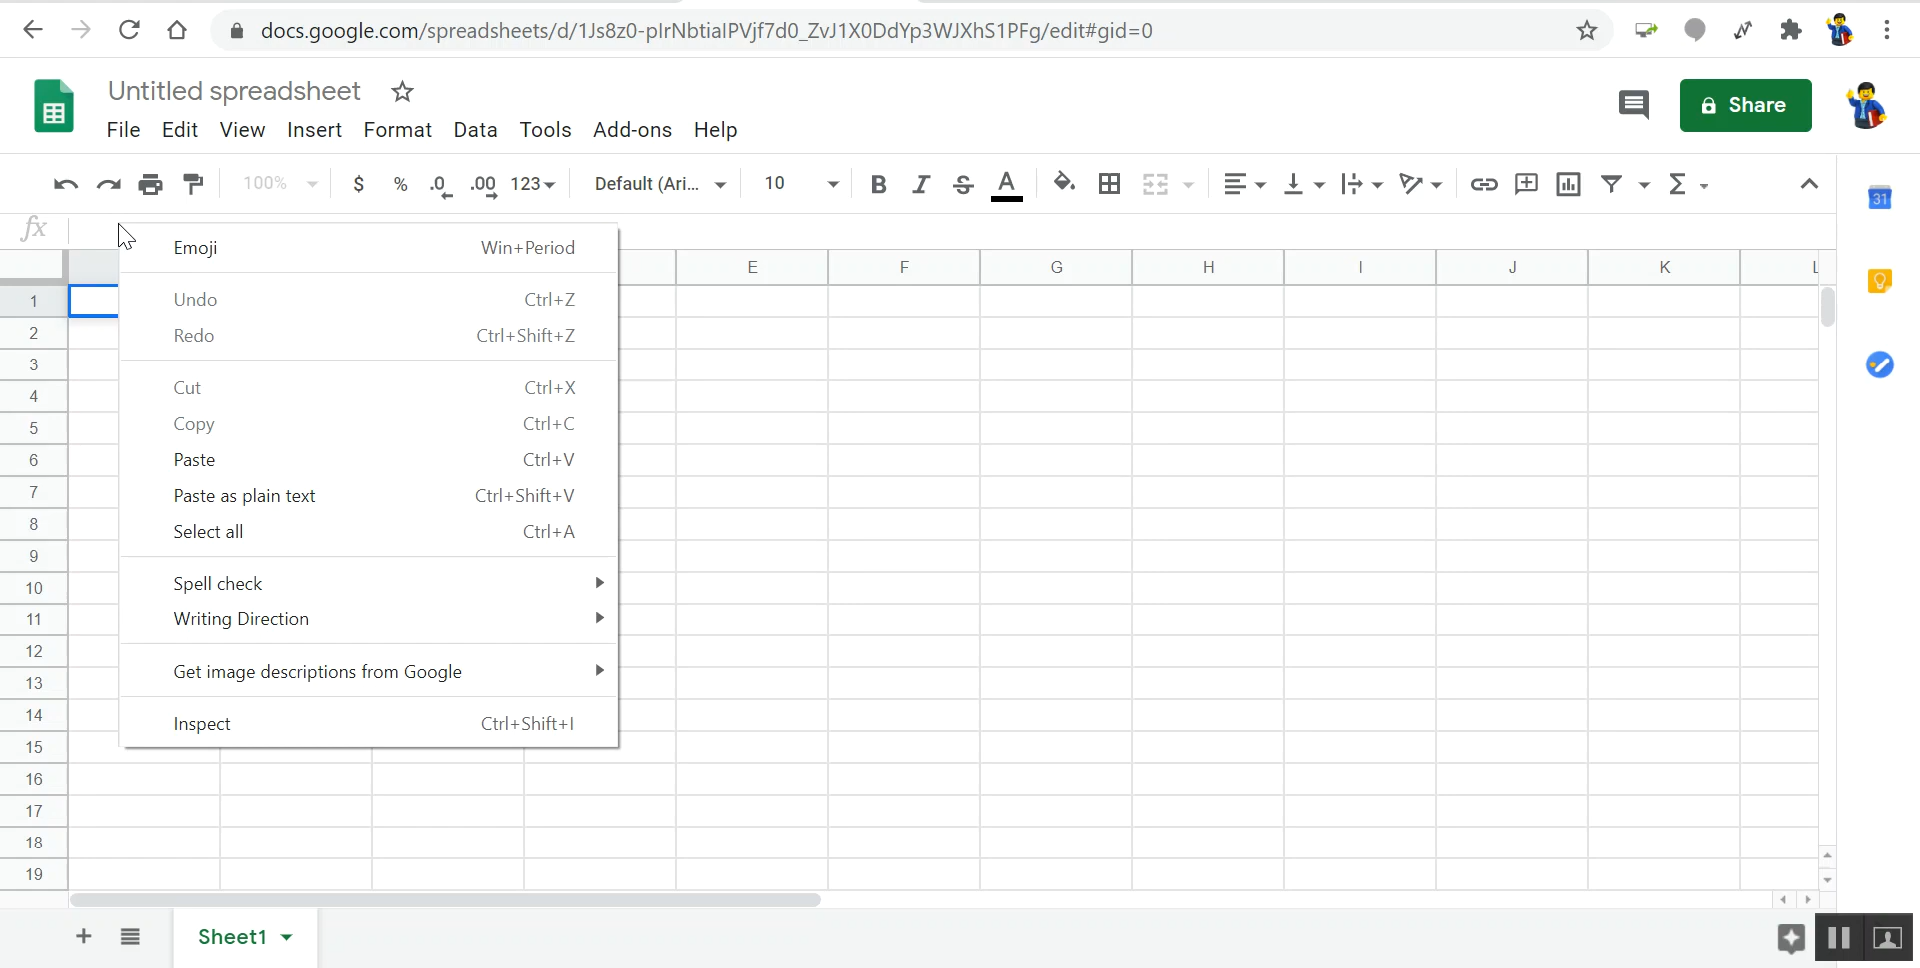 docs.google.com/spreadsheets/d/1Js8z0-plrNbtialPVjf7d0_ZvJ1X0DdYp3WJXhS1PFg/edit#gid=0
Untitled spreadsheet
File Edit View Insert Format Data Tools Add-ons Help
Share
100% $ % .0 .00 123 Default (Ari... 10 B I S A Σ
31
fx
E F G H I J K L
Emoji Win+Period
Undo Ctrl+Z
Redo Ctrl+Shift+Z
Cut Ctrl+X
Copy Ctrl+C
Paste Ctrl+V
Paste as plain text Ctrl+Shift+V
Select all Ctrl+A
Spell check
Writing Direction
Get image descriptions from Google
Inspect Ctrl+Shift+I
1
2
3
4
5
6
7
8
9
10
11
12
13
14
15
16
17
18
19
Sheet1